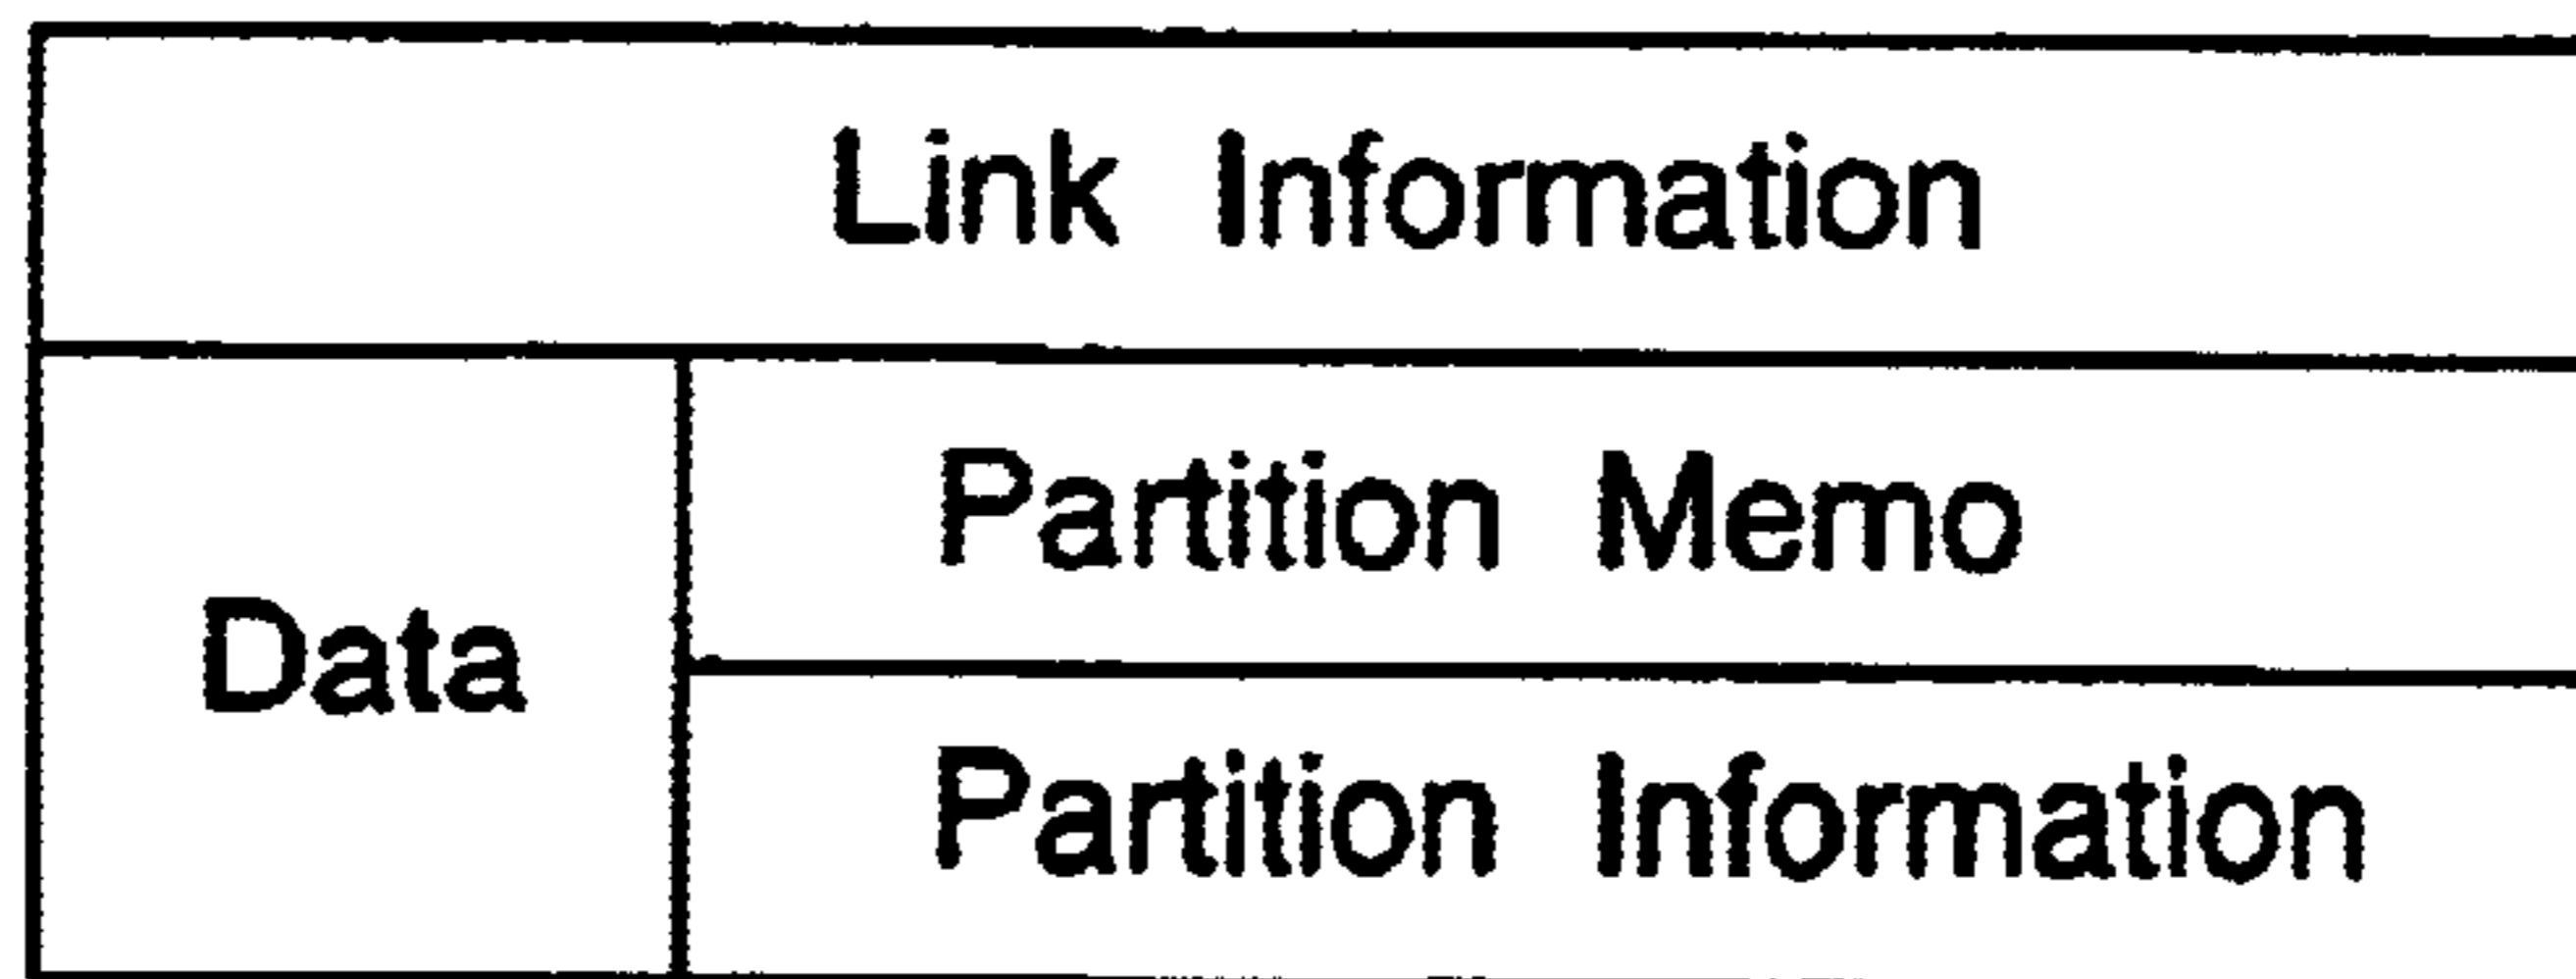 Link Information
Partition Memo
Data
Partition Information